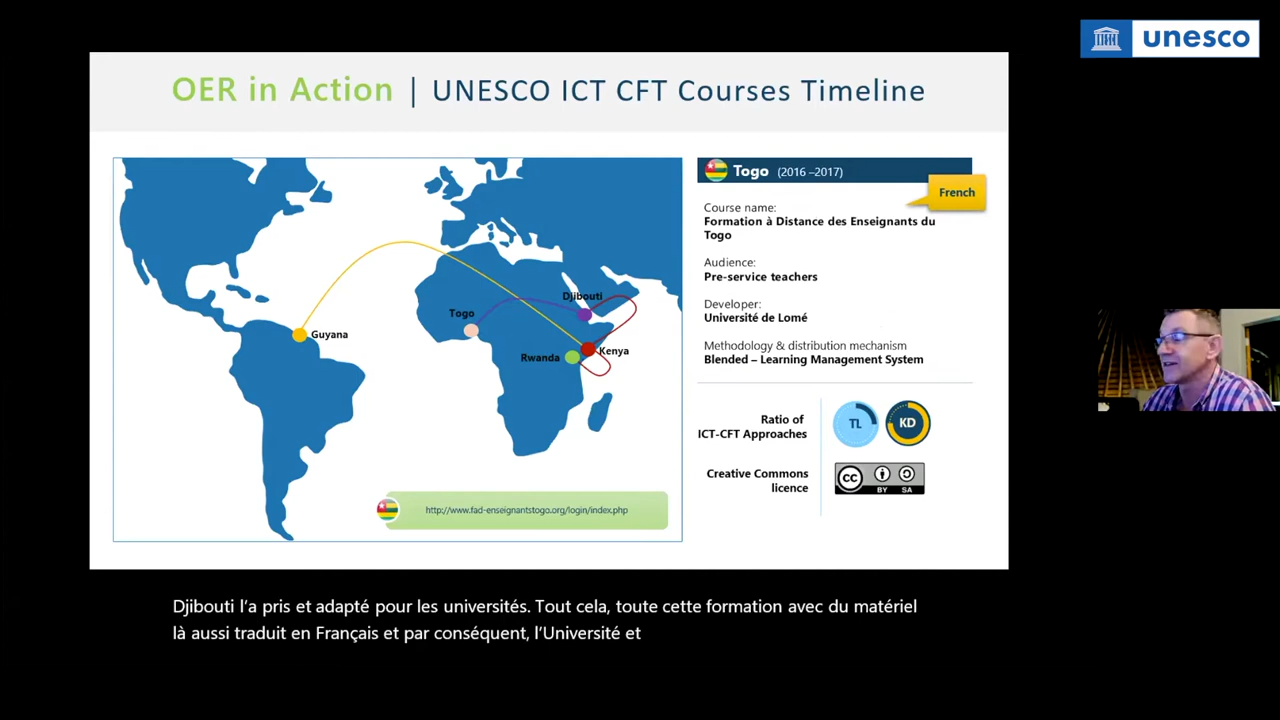 unesco
OER in Action | UNESCO ICT CFT Courses Timeline
Togo (2016 –2017)
French
Course name:
Formation à Distance des Enseignants du
Togo
Audience:
Pre-service teachers
Developer:
Université de Lomé
Methodology & distribution mechanism
Blended – Learning Management System
Ratio of
ICT-CFT Approaches
TL
KD
Creative Commons
licence
cc
BY SA
Djibouti
Togo
Guyana
Kenya
Rwanda
http://www.fad-enseignantstogo.org/login/index.php
Djibouti l’a pris et adapté pour les universités. Tout cela, toute cette formation avec du matériel
là aussi traduit en Français et par conséquent, l’Université et